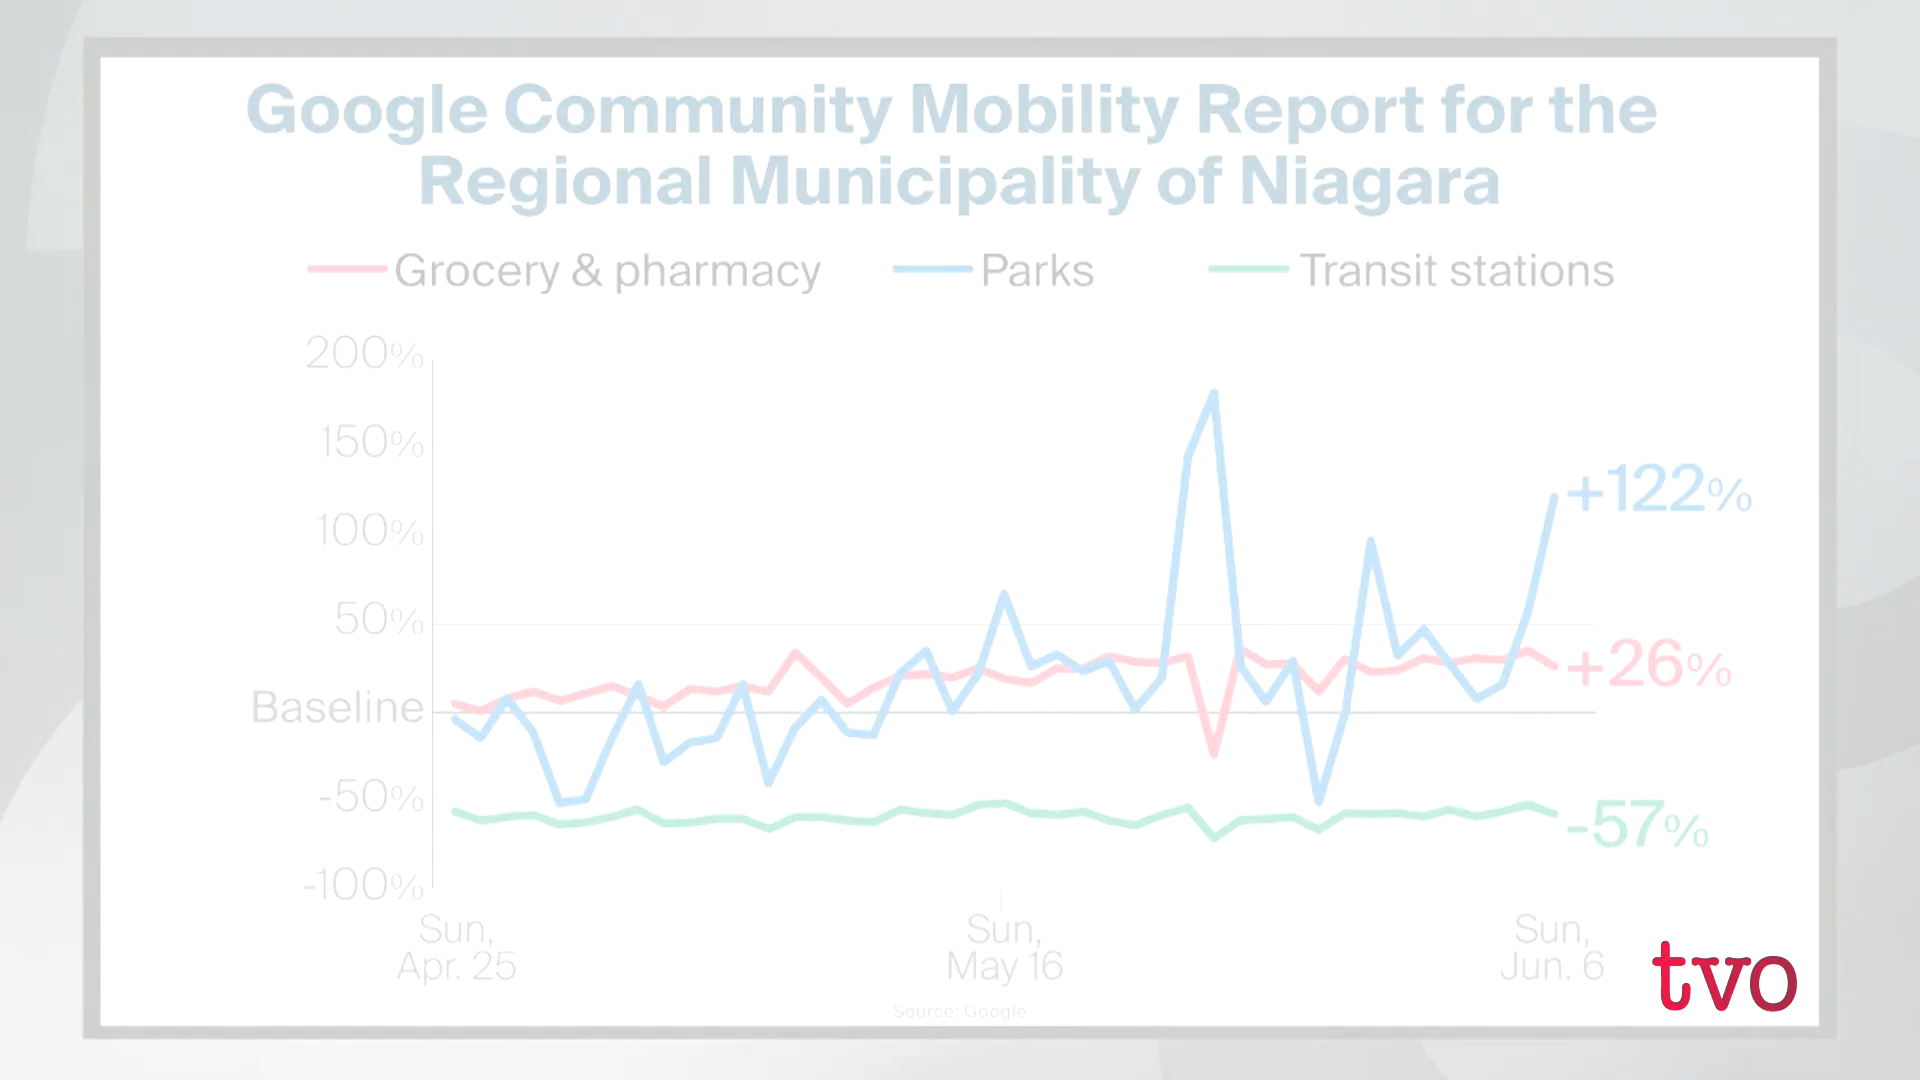 Google Community Mobility Report for the
Regional Municipality of Niagara
Grocery & pharmacy Parks Transit stations
200%
150%
100%
50%
Baseline
-50%
-100%
+122%
+26%
-57%
Sun, Apr. 25
Sun, May 16
Sun, Jun. 6
Source: Google
tvo